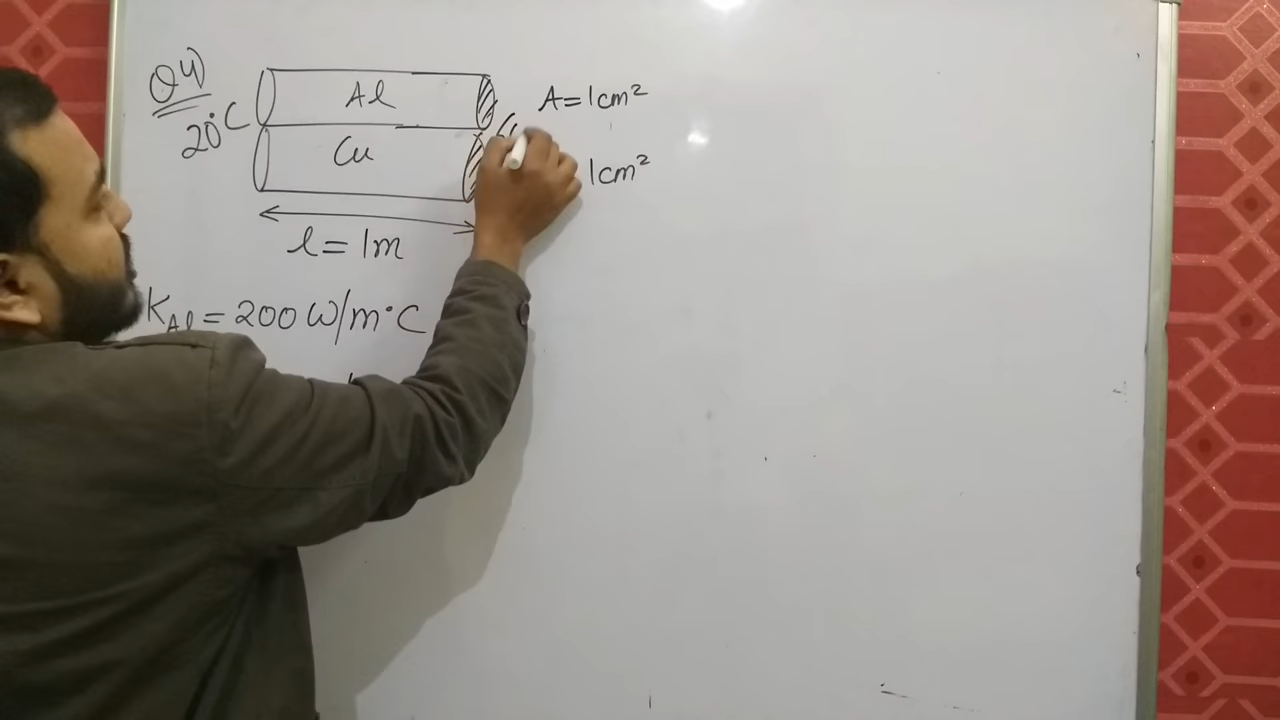 Q4)
20°C
Al
A=1cm²
Cu
1cm²
l=1m
K_Al = 200 W/m°C